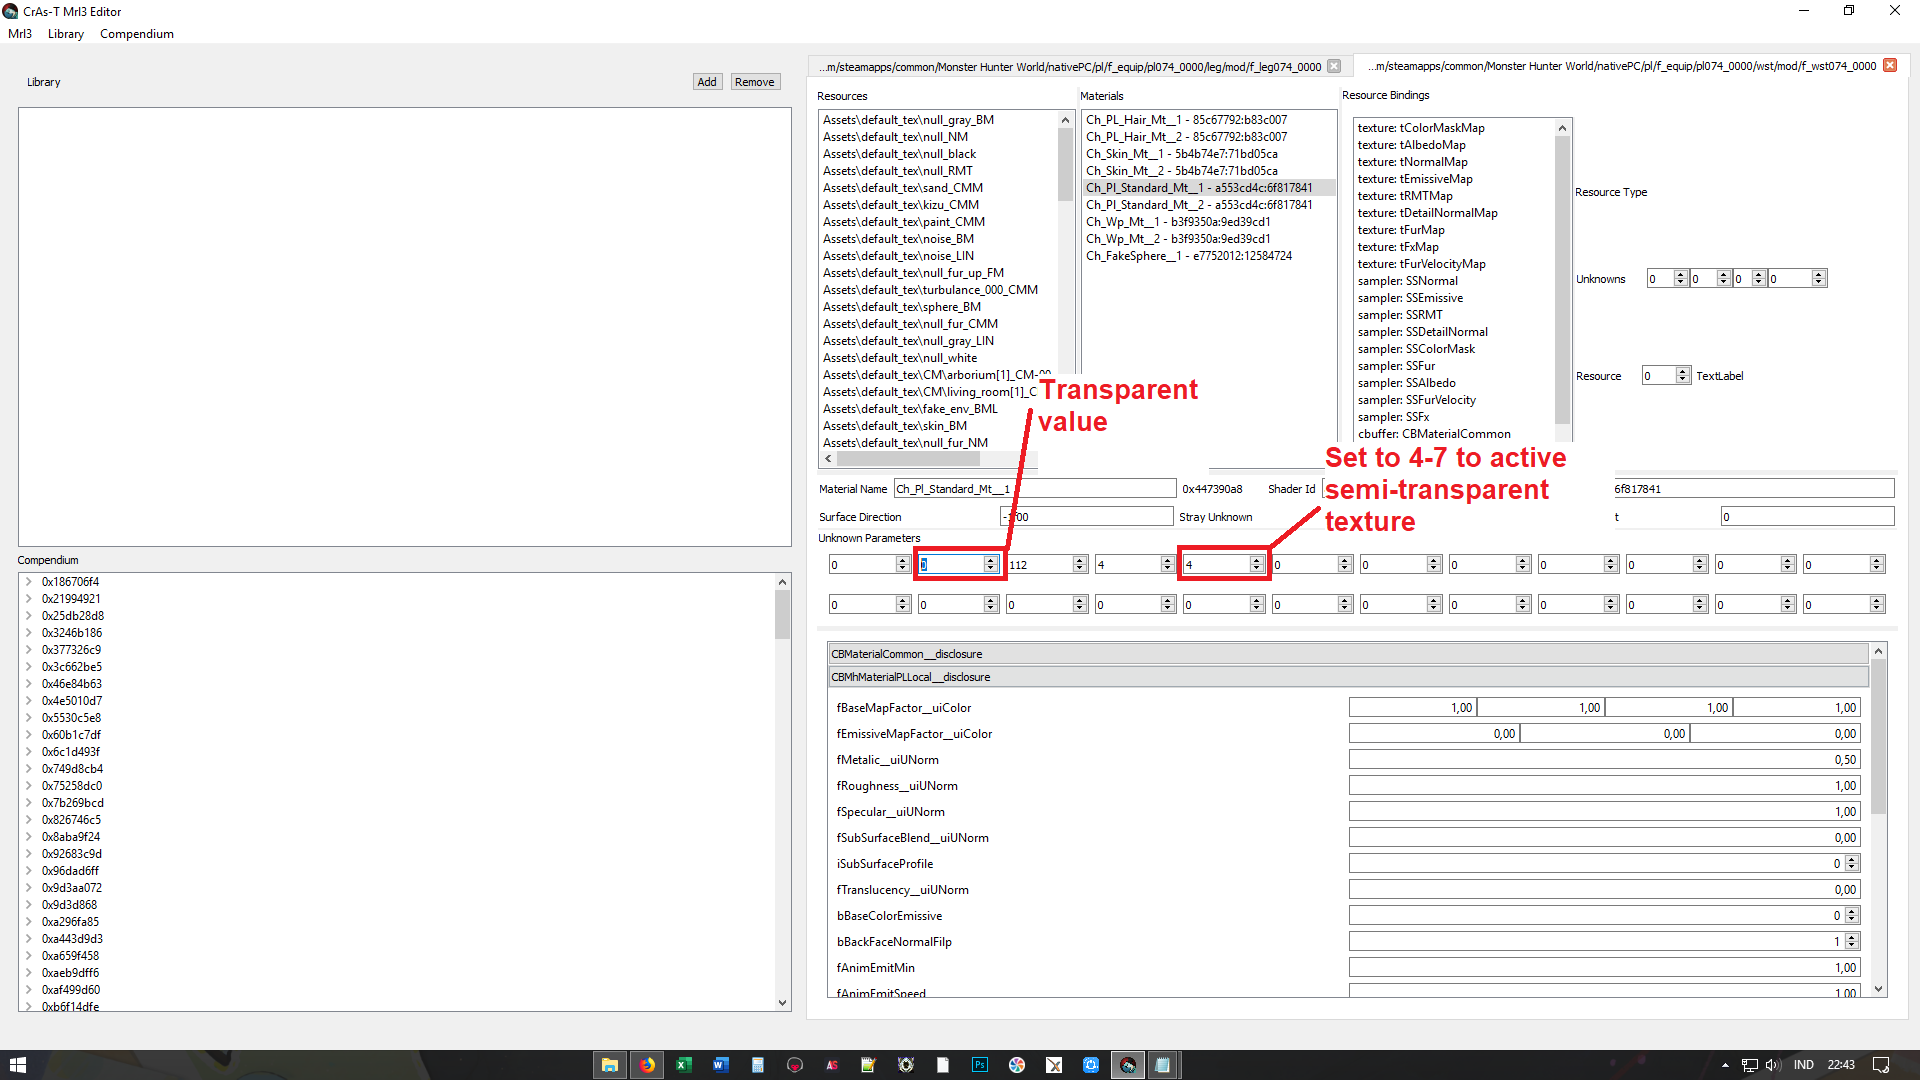 CrAs-T Mrl3 Editor
Mrl3 Library Compendium
Library
Add Remove
...m/steamapps/common/Monster Hunter World/nativePC/pl/f_equip/pl074_0000/leg/mod/f_leg074_0000
...m/steamapps/common/Monster Hunter World/nativePC/pl/f_equip/pl074_0000/wst/mod/f_wst074_0000
Resources
Assets\default_tex\null_gray_BM
Assets\default_tex\null_NM
Assets\default_tex\null_black
Assets\default_tex\null_RMT
Assets\default_tex\sand_CMM
Assets\default_tex\kizu_CMM
Assets\default_tex\paint_CMM
Assets\default_tex\noise_BM
Assets\default_tex\noise_LIN
Assets\default_tex\null_fur_up_FM
Assets\default_tex\turbulance_000_CMM
Assets\default_tex\sphere_BM
Assets\default_tex\null_fur_CMM
Assets\default_tex\null_gray_LIN
Assets\default_tex\null_white
Assets\default_tex\CM\arborium[1]_CM-00
Assets\default_tex\CM\living_room[1]_C
Assets\default_tex\fake_env_BML
Assets\default_tex\skin_BM
Assets\default_tex\null_fur_NM
Materials
Ch_PL_Hair_Mt__1 - 85c67792:b83c007
Ch_PL_Hair_Mt__2 - 85c67792:b83c007
Ch_Skin_Mt__1 - 5b4b74e7:71bd05ca
Ch_Skin_Mt__2 - 5b4b74e7:71bd05ca
Ch_Pl_Standard_Mt__1 - a553cd4c:6f817841
Ch_Pl_Standard_Mt__2 - a553cd4c:6f817841
Ch_Wp_Mt__1 - b3f9350a:9ed39cd1
Ch_Wp_Mt__2 - b3f9350a:9ed39cd1
Ch_FakeSphere__1 - e7752012:12584724
Resource Bindings
texture: tColorMaskMap
texture: tAlbedoMap
texture: tNormalMap
texture: tEmissiveMap
texture: tRMTMap
texture: tDetailNormalMap
texture: tFurMap
texture: tFxMap
texture: tFurVelocityMap
sampler: SSNormal
sampler: SSEmissive
sampler: SSRMT
sampler: SSDetailNormal
sampler: SSColorMask
sampler: SSFur
sampler: SSAlbedo
sampler: SSFurVelocity
sampler: SSFx
cbuffer: CBMaterialCommon
Resource Type
Unknowns 0 0 0 0
Resource 0 TextLabel
Transparent
value
Set to 4-7 to active
semi-transparent
texture
Material Name Ch_Pl_Standard_Mt__1 0x447390a8 Shader Id 6f817841
Surface Direction -1f00 Stray Unknown t 0
Unknown Parameters
0 0 112 4 4 0 0 0 0 0 0 0
0 0 0 0 0 0 0 0 0 0 0 0
CBMaterialCommon__disclosure
CBMhMaterialPLLocal__disclosure
fBaseMapFactor__uiColor 1,00 1,00 1,00 1,00
fEmissiveMapFactor__uiColor 0,00 0,00 0,00
fMetalic__uiUNorm 0,50
fRoughness__uiUNorm 1,00
fSpecular__uiUNorm 1,00
fSubSurfaceBlend__uiUNorm 0,00
iSubSurfaceProfile 0
fTranslucency__uiUNorm 0,00
bBaseColorEmissive 0
bBackFaceNormalFilp 1
fAnimEmitMin 1,00
fAnimEmitSpeed 1,00
Compendium
0x186706f4
0x21994921
0x25db28d8
0x3246b186
0x377326c9
0x3c662be5
0x46e84b63
0x4e5010d7
0x5530c5e8
0x60b1c7df
0x6c1d493f
0x749d8cb4
0x75258dc0
0x7b269bcd
0x826746c5
0x8aba9f24
0x92683c9d
0x96dad6ff
0x9d3aa072
0x9d3d868
0xa296fa85
0xa443d9d3
0xa659f458
0xaeb9dff6
0xaf499d60
0xb6f14dfe
IND 22:43